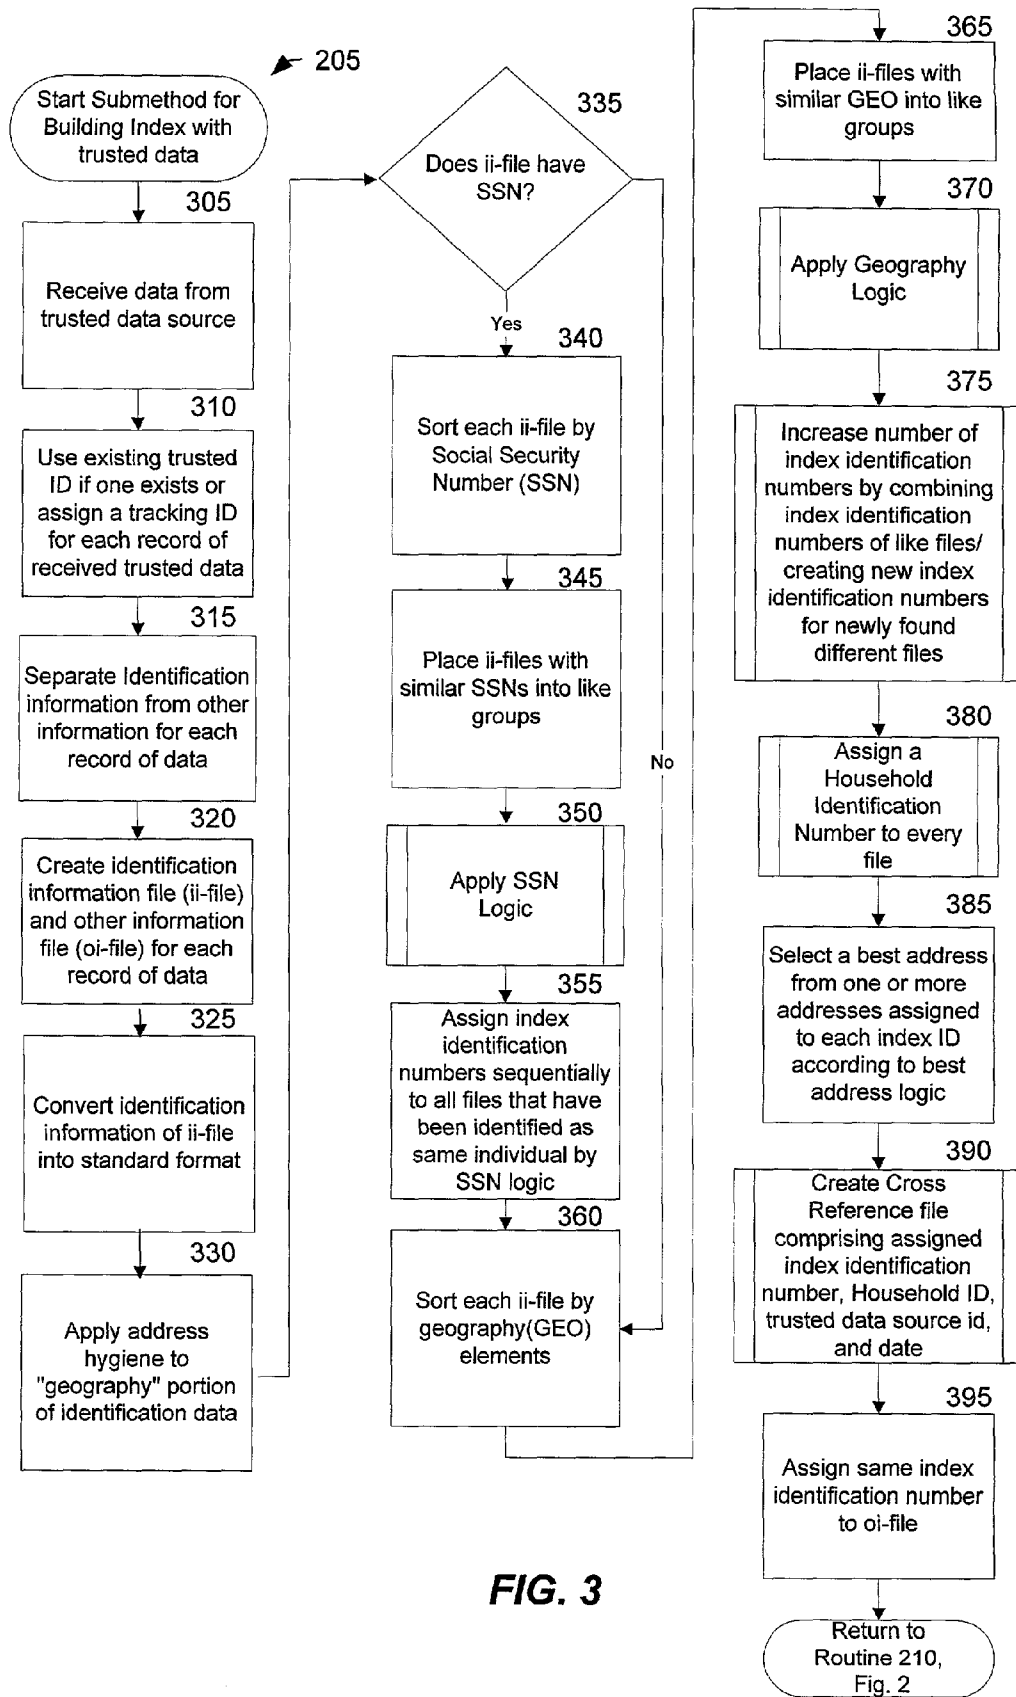 205
Start Submethod for
Building Index with
trusted data
305
Receive data from
trusted data source
310
Use existing trusted
ID if one exists or
assign a tracking ID
for each record of
received trusted data
315
Separate Identification
information from other
information for each
record of data
320
Create identification
information file (ii-file)
and other information
file (oi-file) for each
record of data
325
Convert identification
information of ii-file
into standard format
330
Apply address
hygiene to
"geography" portion
of identification data
335
Does ii-file have
SSN?
Yes
No
340
Sort each ii-file by
Social Security
Number (SSN)
345
Place ii-files with
similar SSNs into like
groups
350
Apply SSN
Logic
355
Assign index
identification
numbers sequentially
to all files that have
been identified as
same individual by
SSN logic
360
Sort each ii-file by
geography(GEO)
elements
365
Place ii-files with
similar GEO into like
groups
370
Apply Geography
Logic
375
Increase number of
index identification
numbers by combining
index identification
numbers of like files/
creating new index
identification numbers
for newly found
different files
380
Assign a
Household
Identification
Number to every
file
385
Select a best address
from one or more
addresses assigned
to each index ID
according to best
address logic
390
Create Cross
Reference file
comprising assigned
index identification
number, Household ID,
trusted data source id,
and date
395
Assign same index
identification number
to oi-file
Return to
Routine 210,
Fig. 2
FIG. 3